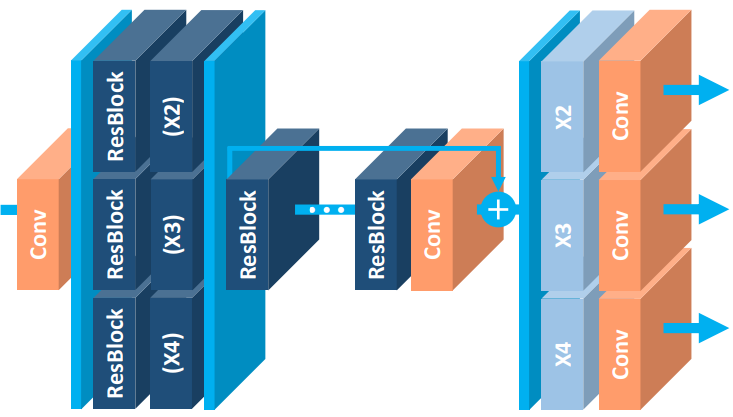 Conv
ResBlock
(X2)
ResBlock
(X3)
ResBlock
(X4)
ResBlock
ResBlock
Conv
+
X2
Conv
X3
Conv
X4
Conv